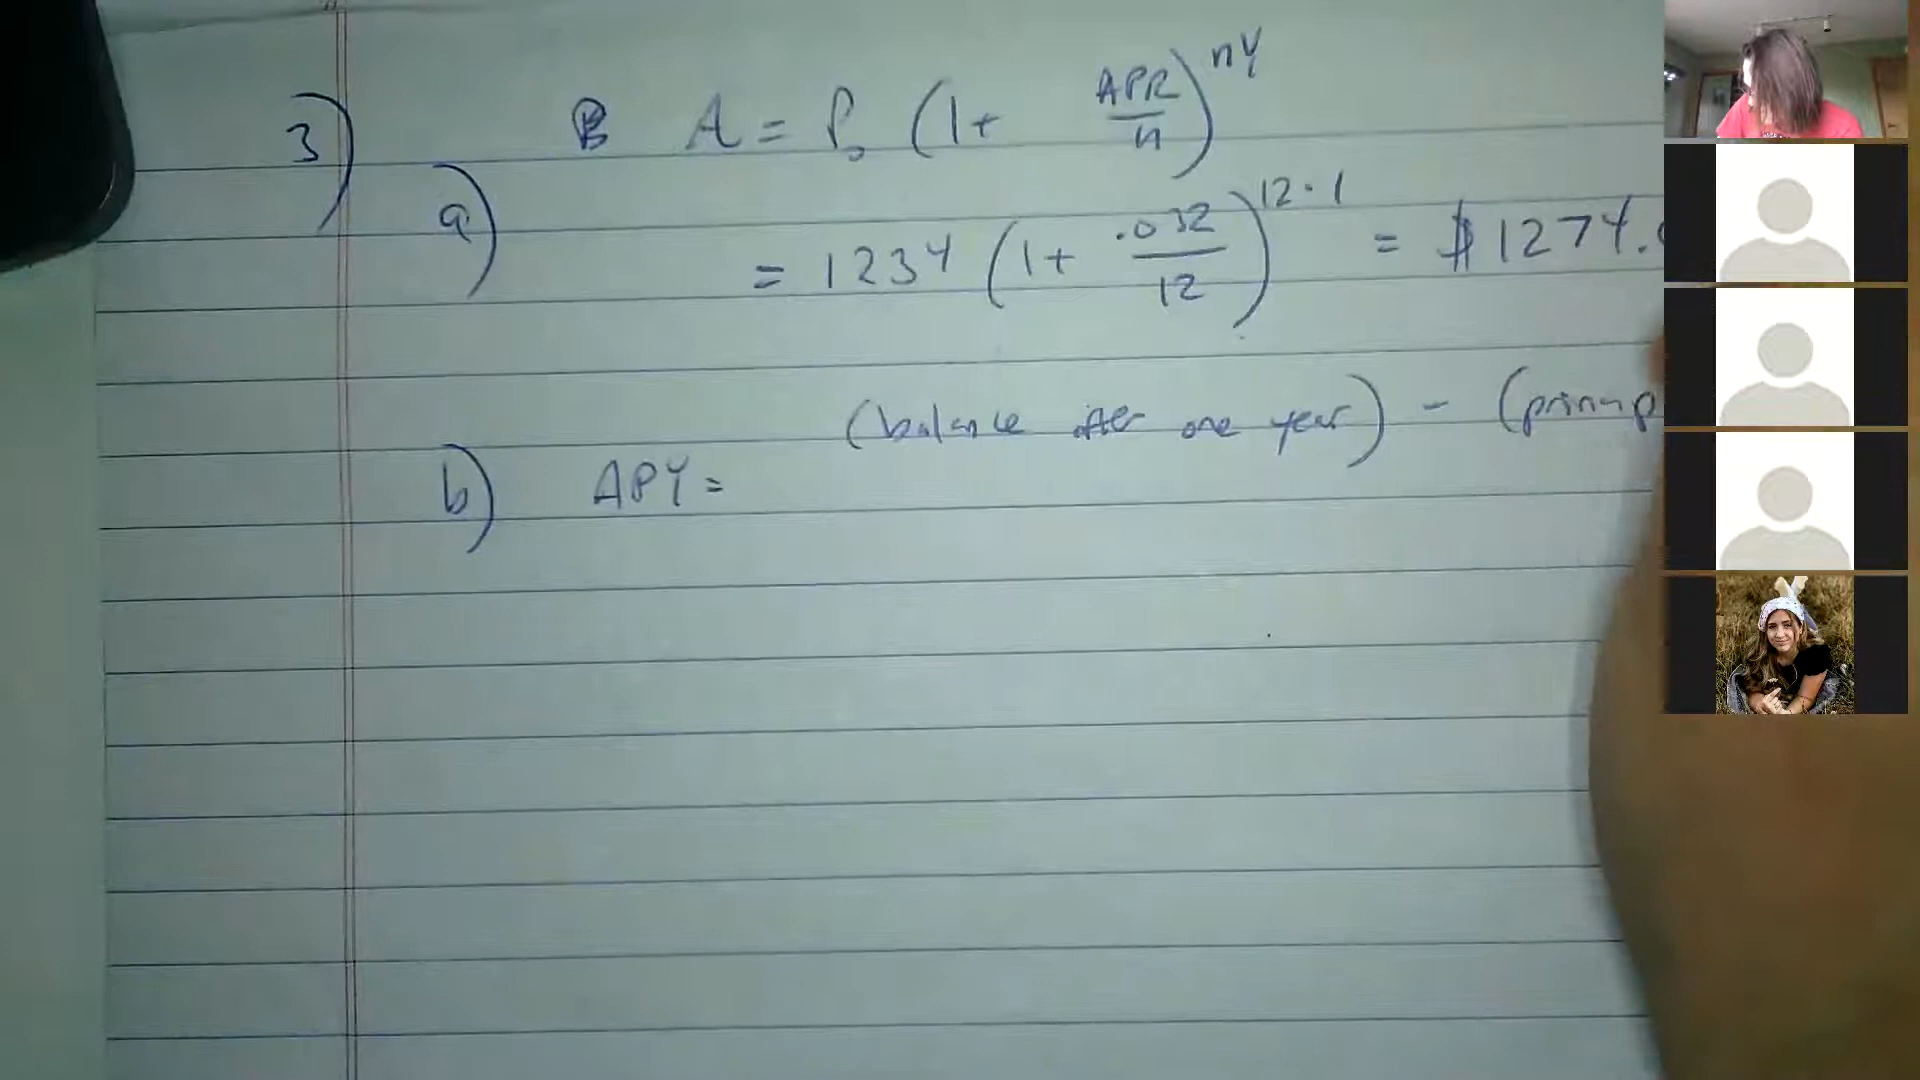 3) B A = P₀ (1 + APR/n)^nY
a) = 1234 (1 + .032/12)^12·1 = $1274.
(balance after one year) - (princip
b) APY =